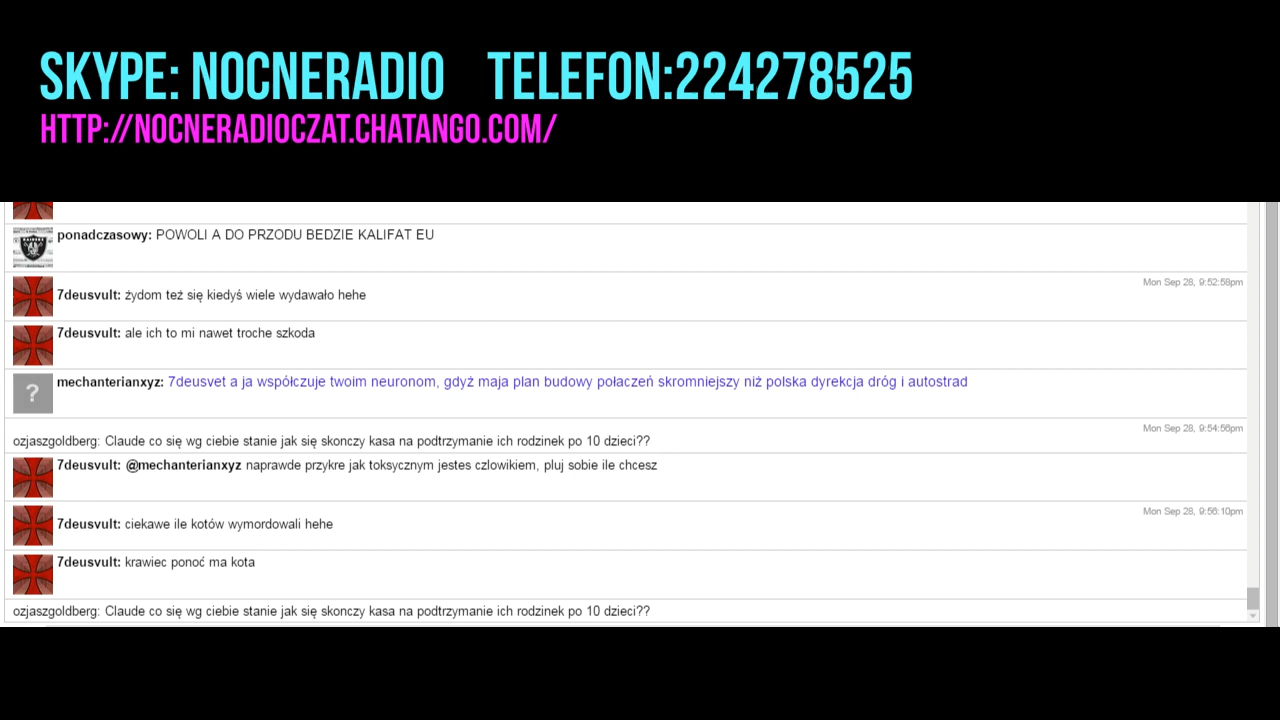 SKYPE: NOCNERADIO TELEFON:224278525
HTTP://NOCNERADIOCZAT.CHATANGO.COM/
ponadczasowy: POWOLI A DO PRZODU BEDZIE KALIFAT EU
Mon Sep 28, 9:52:58pm
7deusvult: żydom też się kiedyś wiele wydawało hehe
7deusvult: ale ich to mi nawet troche szkoda
mechanterianxyz: 7deusvet a ja współczuje twoim neuronom, gdyż maja plan budowy połaczeń skromniejszy niż polska dyrekcja dróg i autostrad
Mon Sep 28, 9:54:56pm
ozjaszgoldberg: Claude co się wg ciebie stanie jak się skonczy kasa na podtrzymanie ich rodzinek po 10 dzieci??
7deusvult: @mechanterianxyz naprawde przykre jak toksycznym jestes czlowikiem, pluj sobie ile chcesz
Mon Sep 28, 9:56:10pm
7deusvult: ciekawe ile kotów wymordowali hehe
7deusvult: krawiec ponoć ma kota
ozjaszgoldberg: Claude co się wg ciebie stanie jak się skonczy kasa na podtrzymanie ich rodzinek po 10 dzieci??